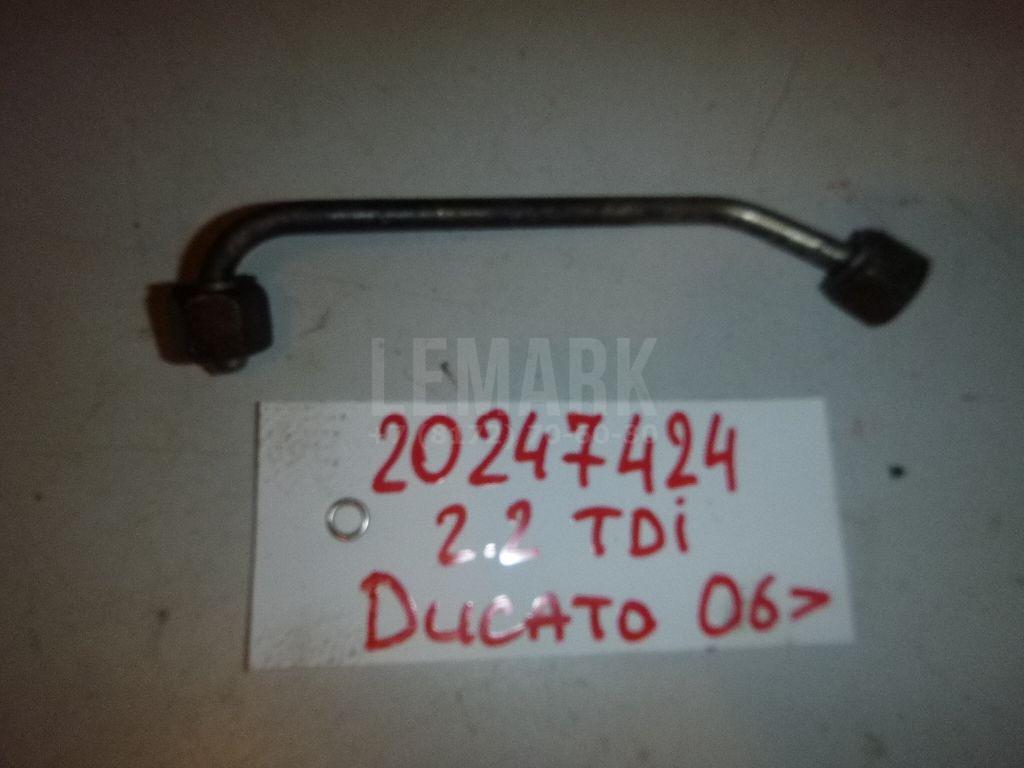 LEMARK
20247424
2.2 TDi
DUCATO 06>